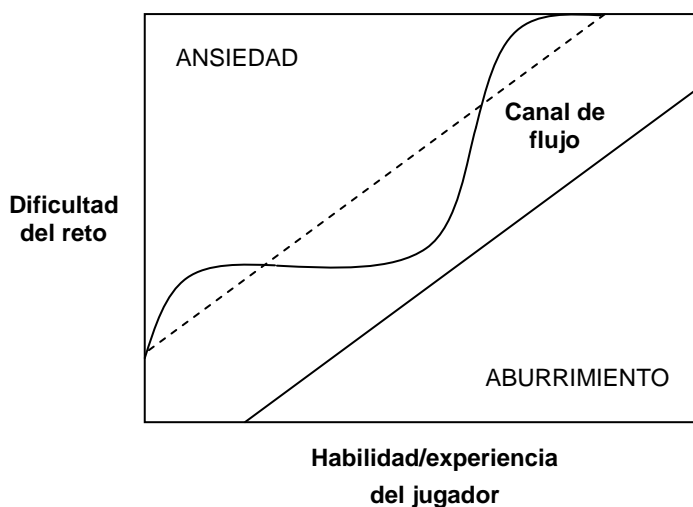 ANSIEDAD
Canal de
flujo
Dificultad
del reto
ABURRIMIENTO
Habilidad/experiencia
del jugador